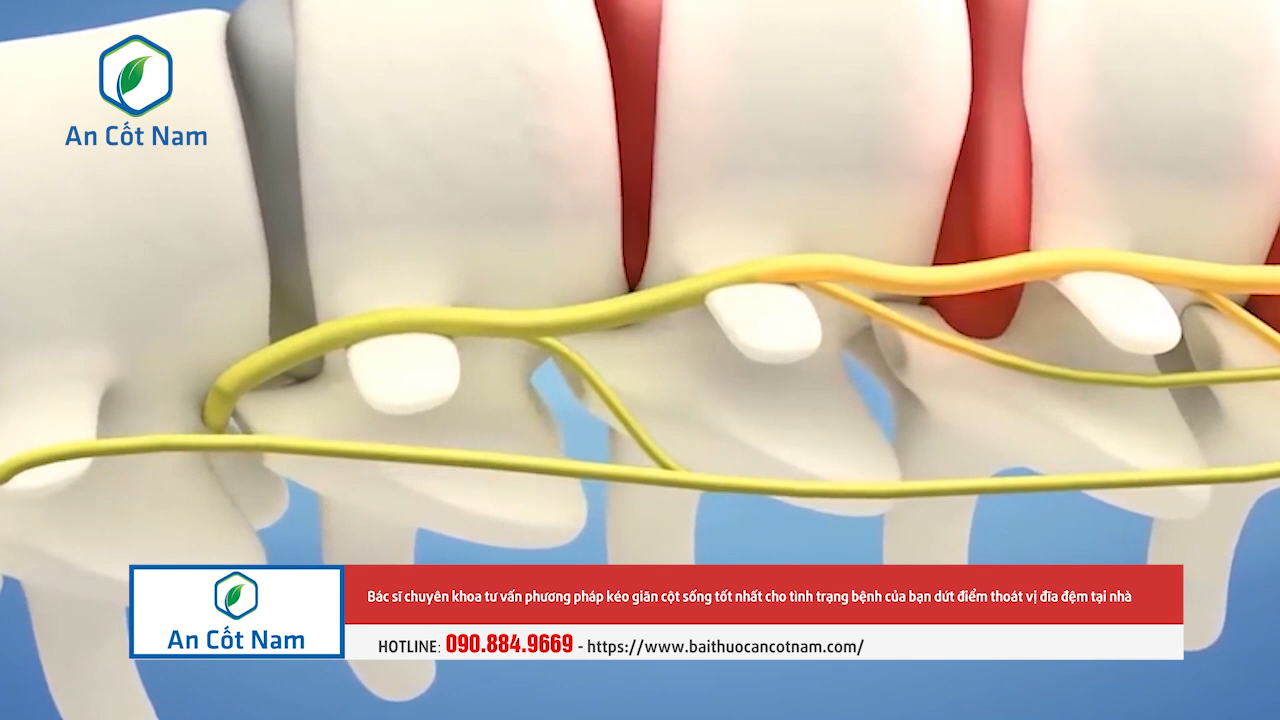 An Cốt Nam
Bác sĩ chuyên khoa tư vấn phương pháp kéo giãn cột sống tốt nhất cho tình trạng bệnh của bạn dứt điểm thoát vị đĩa đệm tại nhà
An Cốt Nam
HOTLINE: 090.884.9669 - https://www.baithuocancotnam.com/